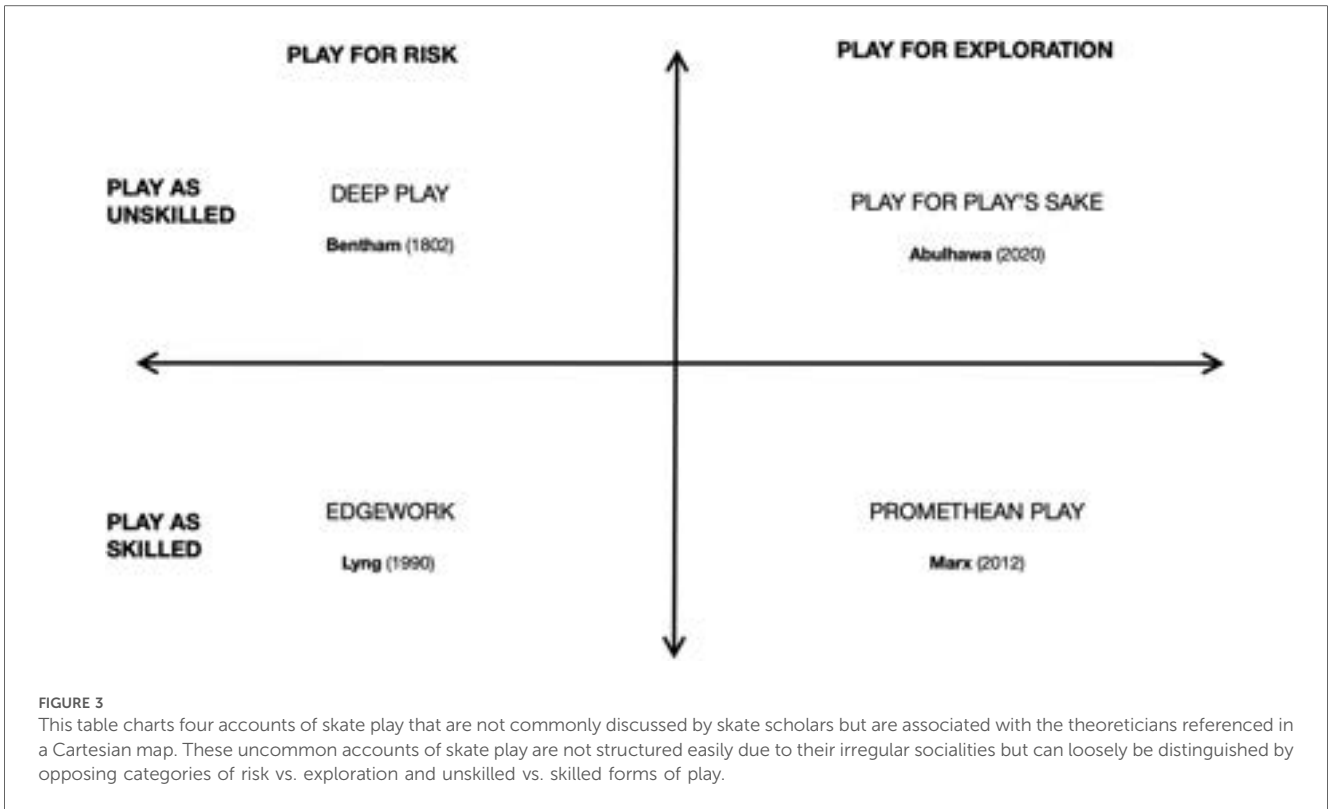 PLAY FOR RISK
PLAY FOR EXPLORATION
PLAY AS
UNSKILLED
DEEP PLAY
Bentham (1802)
PLAY FOR PLAY'S SAKE
Abulhawa (2020)
PLAY AS
SKILLED
EDGEWORK
Lyng (1990)
PROMETHEAN PLAY
Marx (2012)
FIGURE 3
This table charts four accounts of skate play that are not commonly discussed by skate scholars but are associated with the theoreticians referenced in
a Cartesian map. These uncommon accounts of skate play are not structured easily due to their irregular socialities but can loosely be distinguished by
opposing categories of risk vs. exploration and unskilled vs. skilled forms of play.